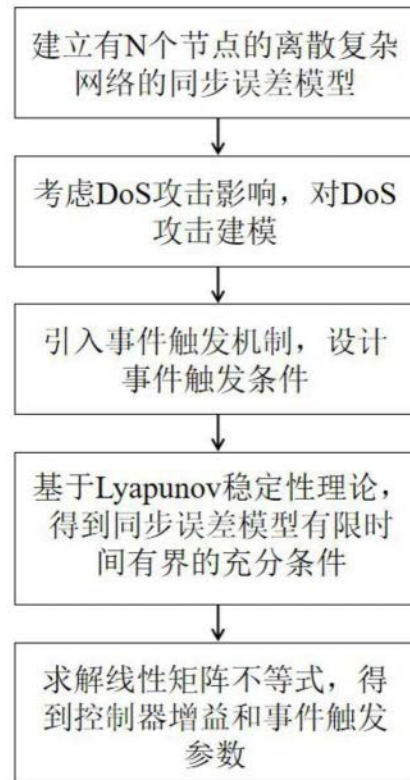 建立有N个节点的离散复杂
网络的同步误差模型
考虑DoS攻击影响，对DoS
攻击建模
引入事件触发机制，设计
事件触发条件
基于Lyapunov稳定性理论，
得到同步误差模型有限时
间有界的充分条件
求解线性矩阵不等式，得
到控制器增益和事件触发
参数